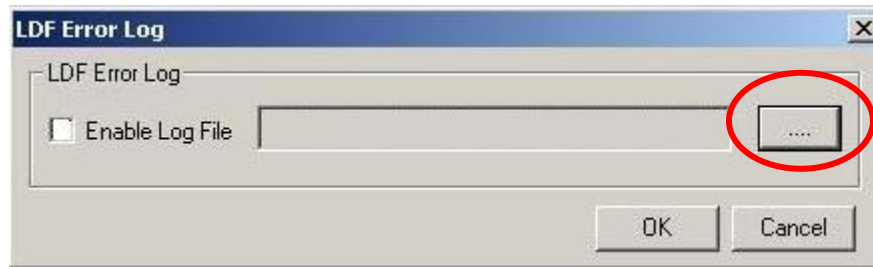 LDF Error Log
LDF Error Log
Enable Log File
....
OK Cancel